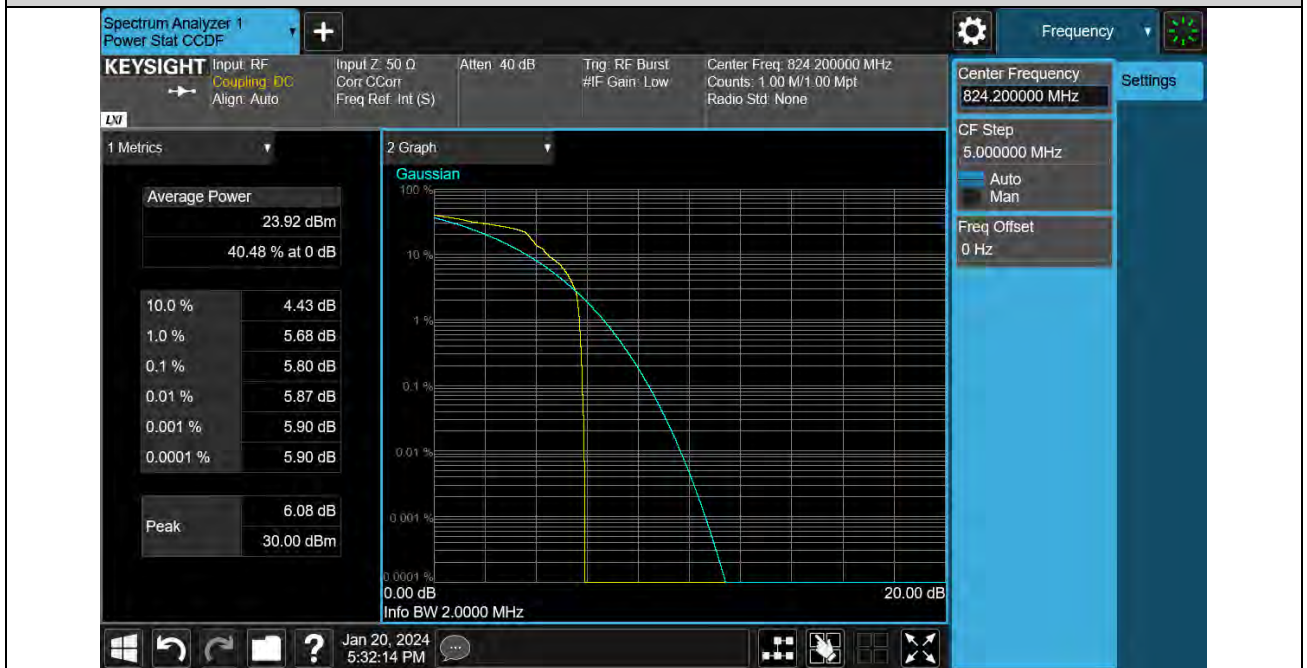 Spectrum Analyzer 1
Power Stat CCDF
Frequency
KEYSIGHT
Input: RF
Coupling: DC
Align: Auto
Input Z: 50 Ω
Corr CCorr
Freq Ref: Int (S)
Atten: 40 dB
Trig: RF Burst
#IF Gain: Low
Center Freq: 824.200000 MHz
Counts: 1.00 M/1.00 Mpt
Radio Std: None
LXI
Center Frequency
824.200000 MHz
Settings
CF Step
5.000000 MHz
Auto
Man
Freq Offset
0 Hz
1 Metrics
Average Power
23.92 dBm
40.48 % at 0 dB
10.0 % 4.43 dB
1.0 % 5.68 dB
0.1 % 5.80 dB
0.01 % 5.87 dB
0.001 % 5.90 dB
0.0001 % 5.90 dB
Peak
6.08 dB
30.00 dBm
2 Graph
Gaussian
100 %
10 %
1 %
0.1 %
0.01 %
0.001 %
0.0001 %
0.00 dB 20.00 dB
Info BW 2.0000 MHz
?
Jan 20, 2024
5:32:14 PM